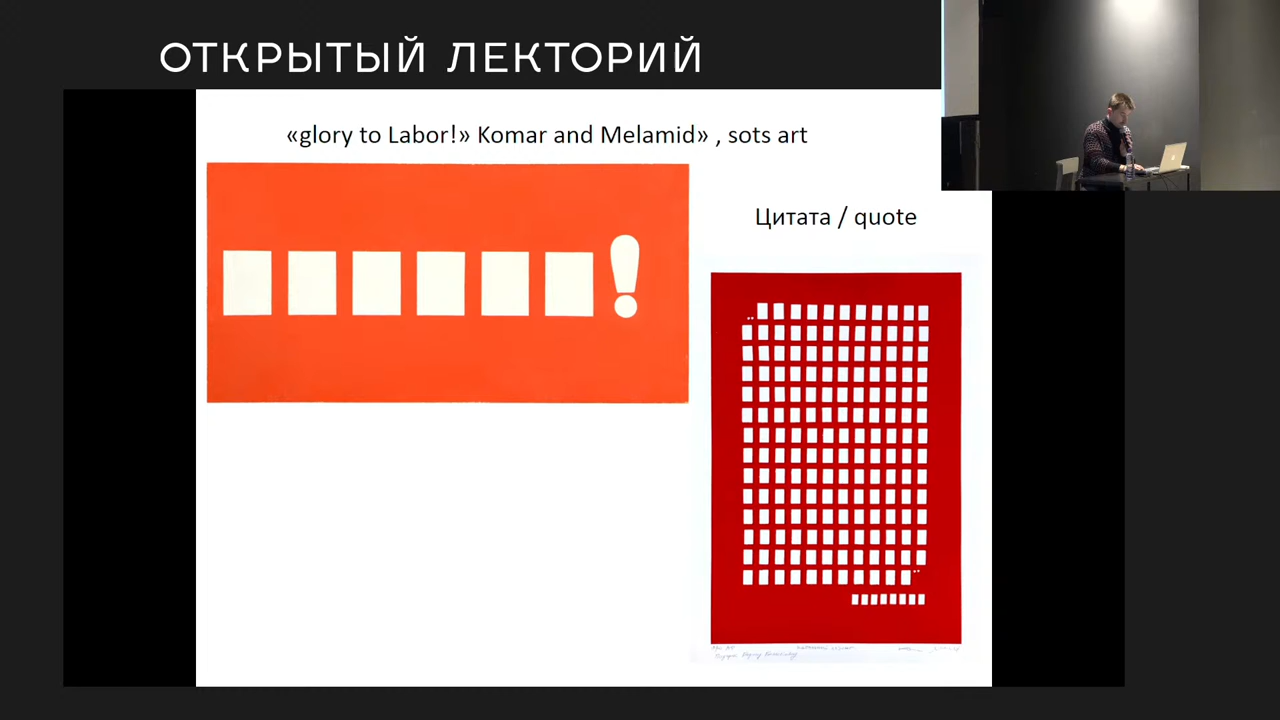 ОТКРЫТЫЙ ЛЕКТОРИЙ
«glory to Labor!» Komar and Melamid» , sots art
!
Цитата / quote